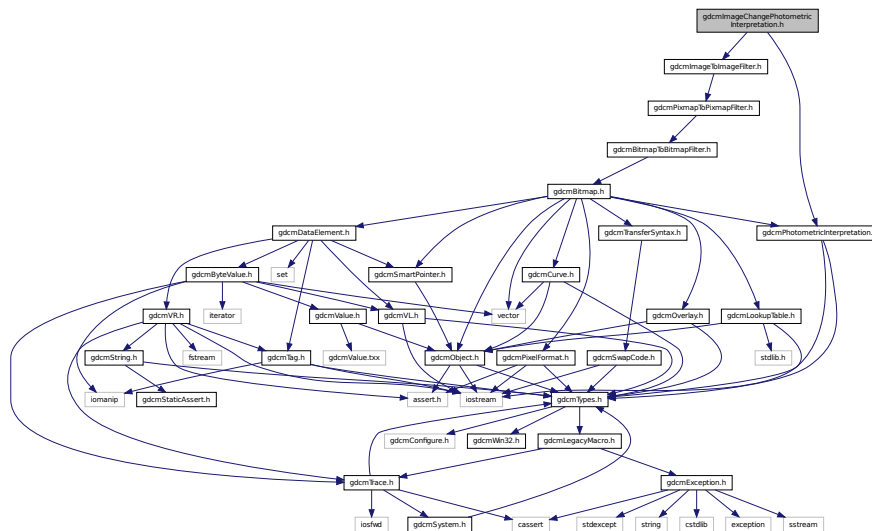 gdcmImageChangePhotometric
Interpretation.h
gdcmImageToImageFilter.h
gdcmPixmapToPixmapFilter.h
gdcmBitmapToBitmapFilter.h
gdcmBitmap.h
gdcmDataElement.h
gdcmTransferSyntax.h
gdcmPhotometricInterpretation.
gdcmByteValue.h
set
gdcmSmartPointer.h
gdcmCurve.h
gdcmVR.h
iterator
gdcmValue.h
gdcmVL.h
vector
gdcmOverlay.h
gdcmLookupTable.h
gdcmString.h
fstream
gdcmTag.h
gdcmValue.txx
gdcmObject.h
gdcmPixelFormat.h
gdcmSwapCode.h
stdlib.h
iomanip
gdcmStaticAssert.h
assert.h
iostream
gdcmTypes.h
gdcmConfigure.h
gdcmWin32.h
gdcmLegacyMacro.h
gdcmTrace.h
gdcmException.h
iosfwd
gdcmSystem.h
cassert
stdexcept
string
cstdlib
exception
sstream